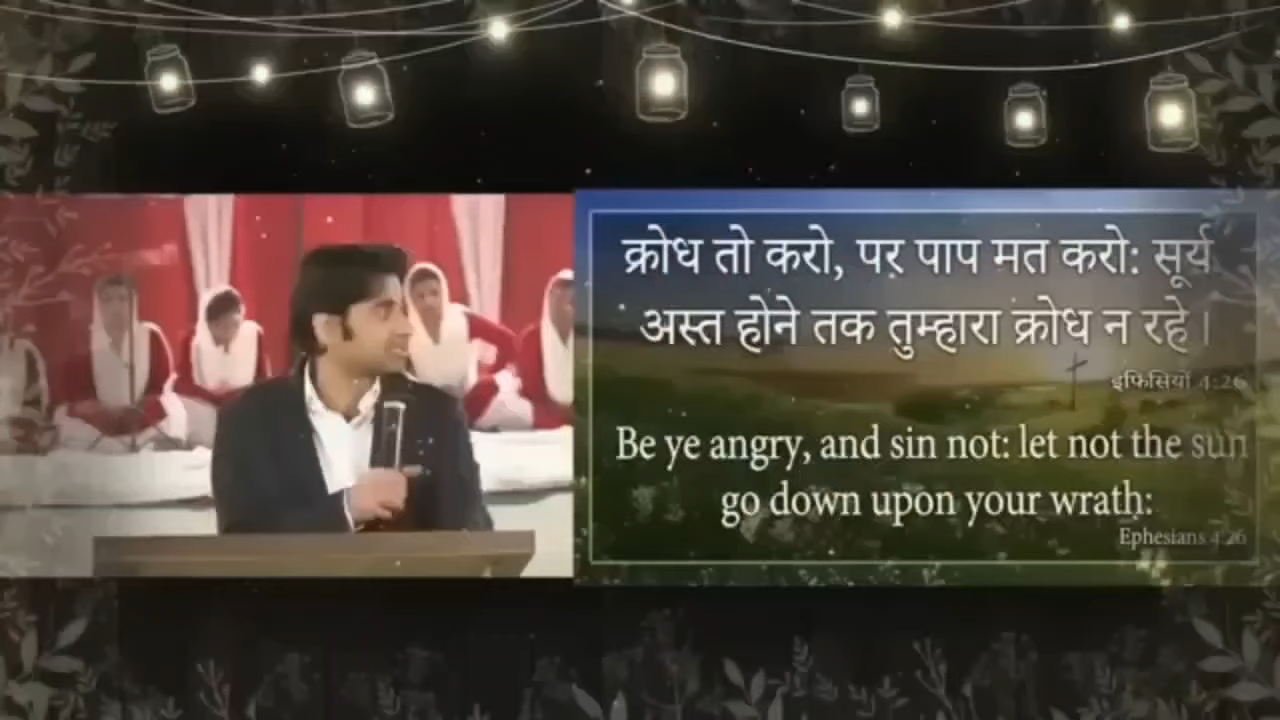 क्रोध तो करो, पर पाप मत करो: सूर्य
अस्त होने तक तुम्हारा क्रोध न रहे।
इफिसियों 4:26
Be ye angry, and sin not: let not the sun
go down upon your wrath:
Ephesians 4:26